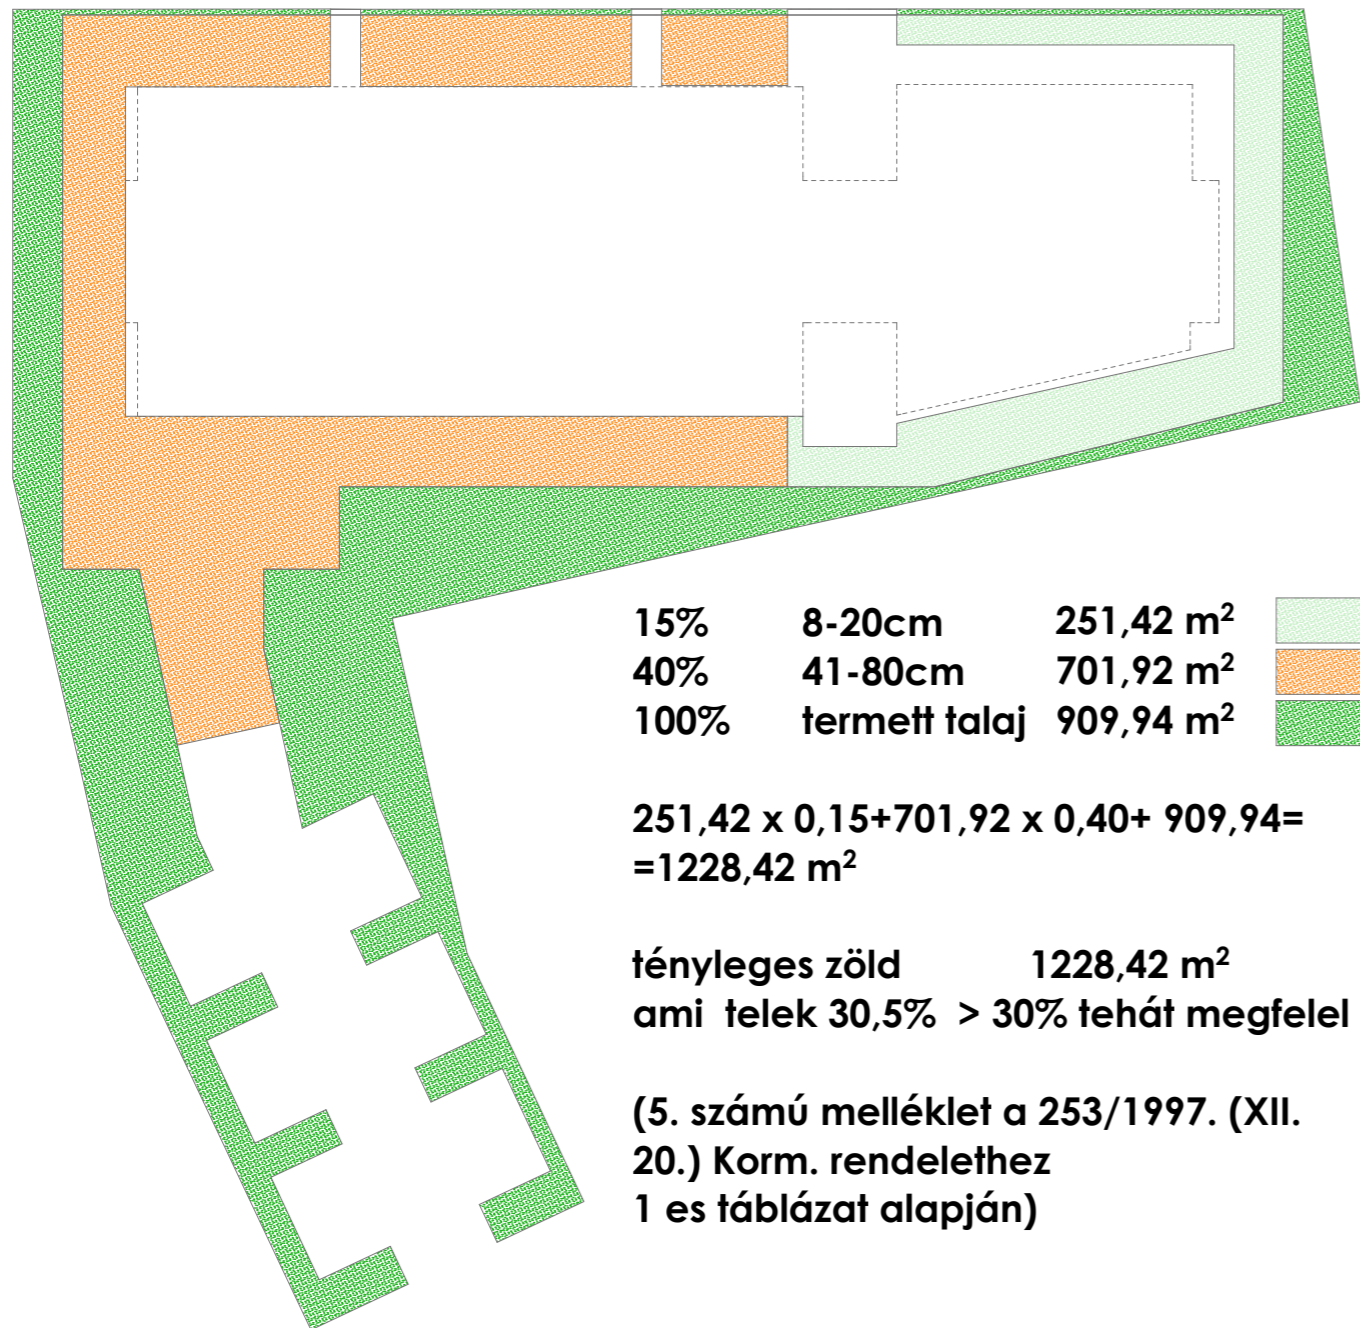 15% 8-20cm 251,42 m²
40% 41-80cm 701,92 m²
100% termett talaj 909,94 m²
251,42 x 0,15+701,92 x 0,40+ 909,94=
=1228,42 m²
tényleges zöld 1228,42 m²
ami telek 30,5% > 30% tehát megfelel
(5. számú melléklet a 253/1997. (XII.
20.) Korm. rendelethez
1 es táblázat alapján)